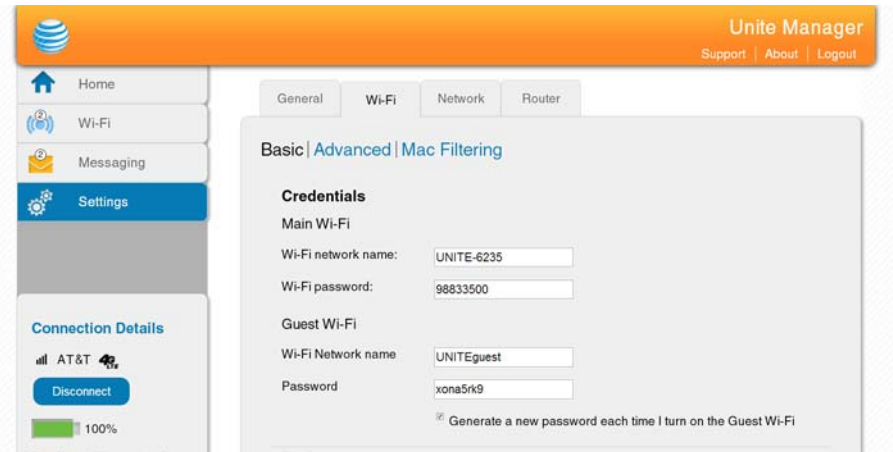 Unite Manager
Support | About | Logout
Home
2
Wi-Fi
2
Messaging
Settings
Connection Details
AT&T 4G LTE
Disconnect
100%
General Wi-Fi Network Router
Basic | Advanced | Mac Filtering
Credentials
Main Wi-Fi
Wi-Fi network name: UNITE-6235
Wi-Fi password: 98833500
Guest Wi-Fi
Wi-Fi Network name UNITEguest
Password xona5rk9
Generate a new password each time I turn on the Guest Wi-Fi